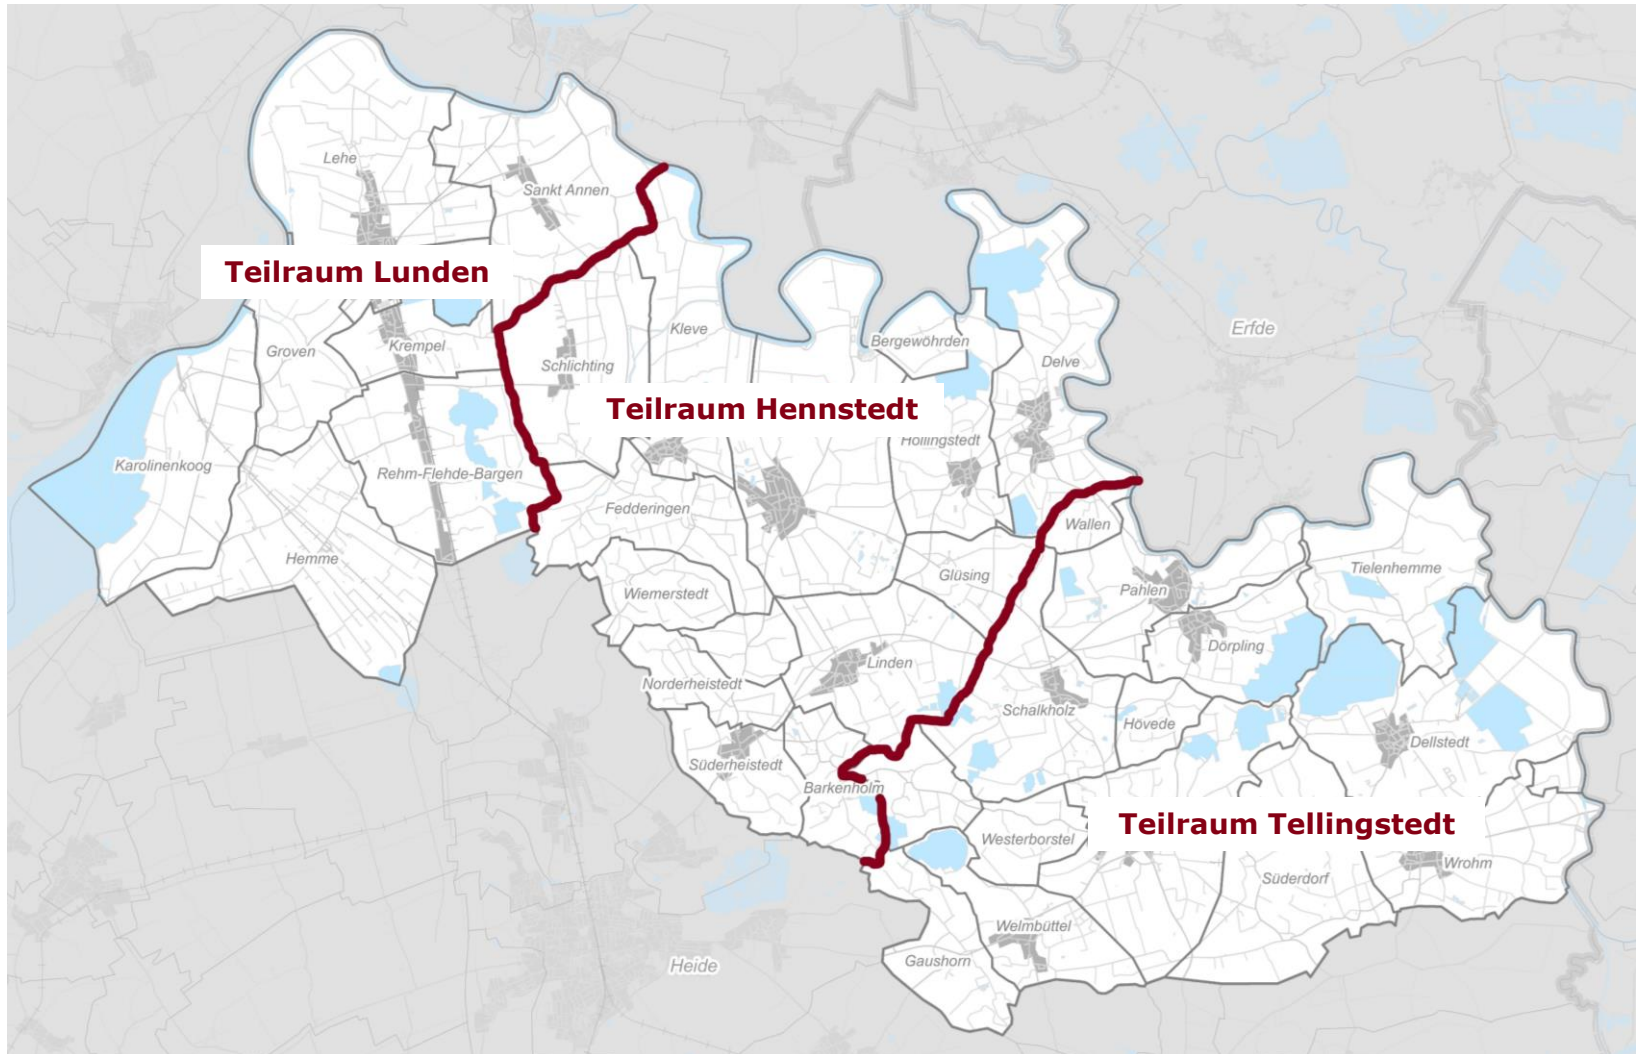 Lehe
Sankt Annen
Teilraum Lunden
Kleve
Erfde
Bergewöhrden
Groven
Krempel
Schlichting
Delve
Teilraum Hennstedt
Hollingstedt
Karolinenkoog
Rehm-Flehde-Bargen
Fedderingen
Wallen
Hemme
Glüsing
Tielenhemme
Wiemerstedt
Pahlen
Dörpling
Linden
Norderheistedt
Schalkholz
Hövede
Dellstedt
Süderheistedt
Barkenholm
Teilraum Tellingstedt
Westerborstel
Wrohm
Süderdorf
Welmbüttel
Gaushorn
Heide